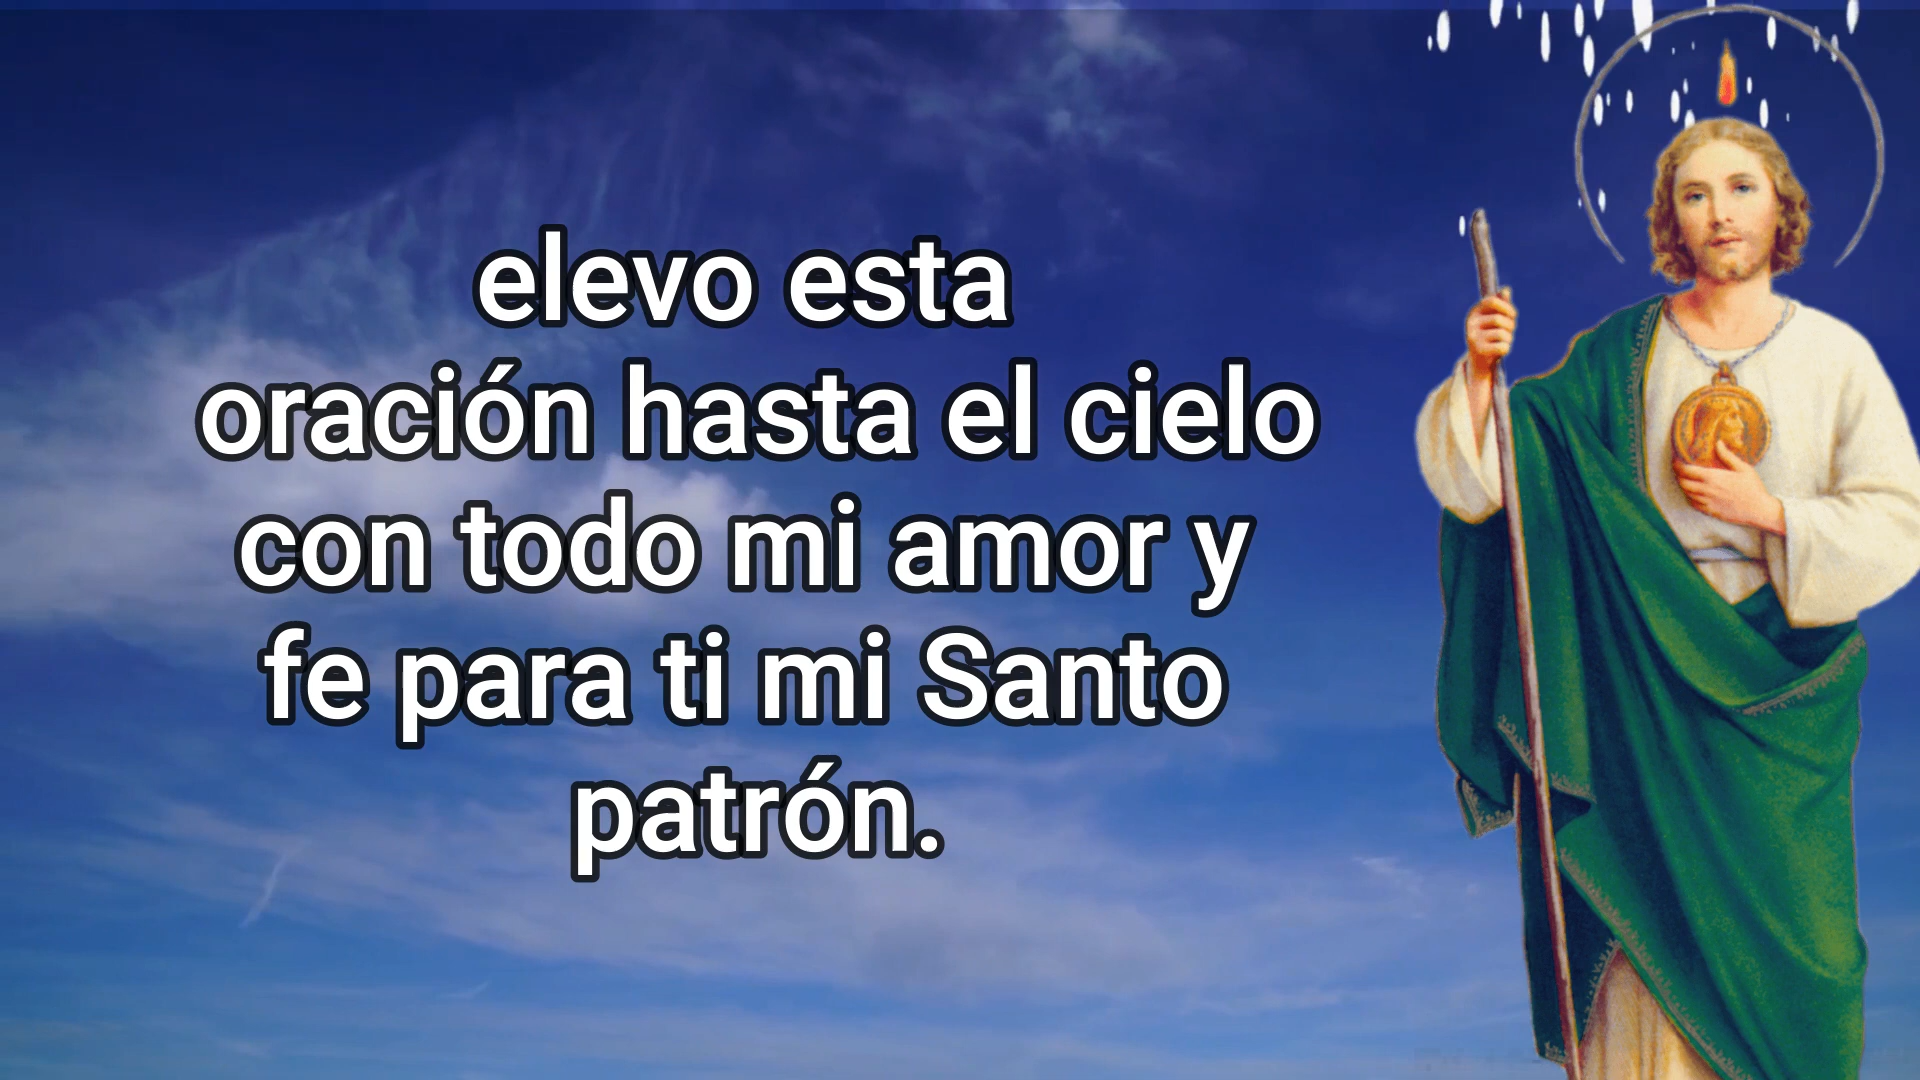 elevo esta
oración hasta el cielo
con todo mi amor y
fe para ti mi Santo
patrón.